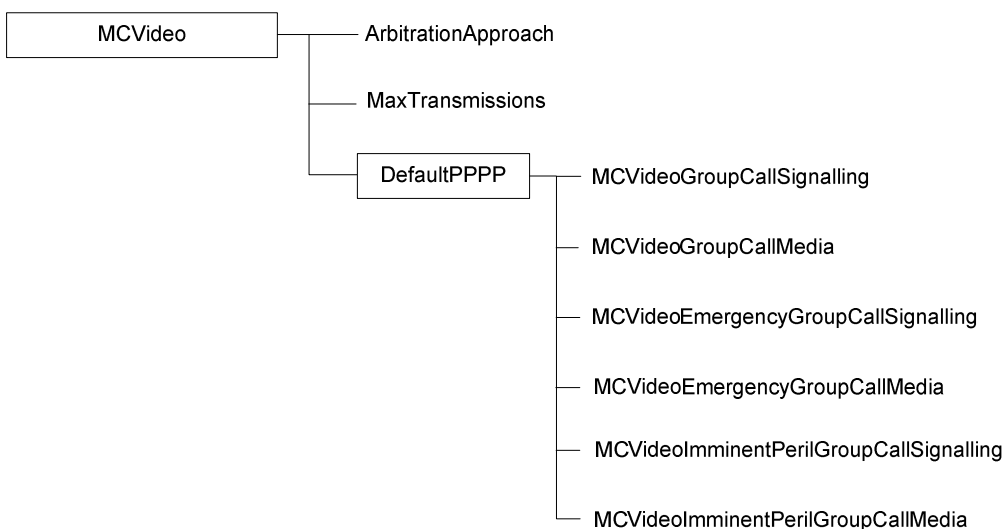 MCVideo
ArbitrationApproach
MaxTransmissions
DefaultPPPP
MCVideoGroupCallSignalling
MCVideoGroupCallMedia
MCVideoEmergencyGroupCallSignalling
MCVideoEmergencyGroupCallMedia
MCVideoImminentPerilGroupCallSignalling
MCVideoImminentPerilGroupCallMedia